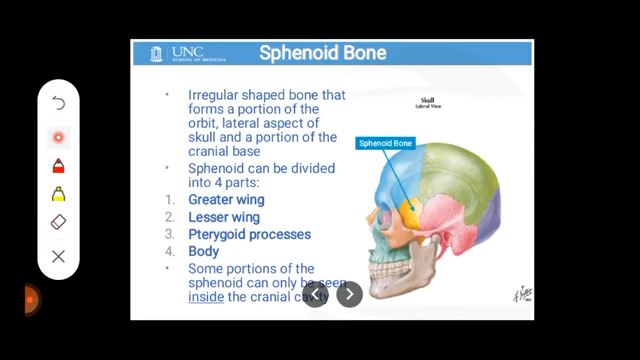 UNC
SCHOOL OF MEDICINE
Sphenoid Bone
• Irregular shaped bone that
forms a portion of the
orbit, lateral aspect of
skull and a portion of the
cranial base
• Sphenoid can be divided
into 4 parts:
1. Greater wing
2. Lesser wing
3. Pterygoid processes
4. Body
• Some portions of the
sphenoid can only be seen
inside the cranial cavity
Skull
Lateral View
Sphenoid Bone